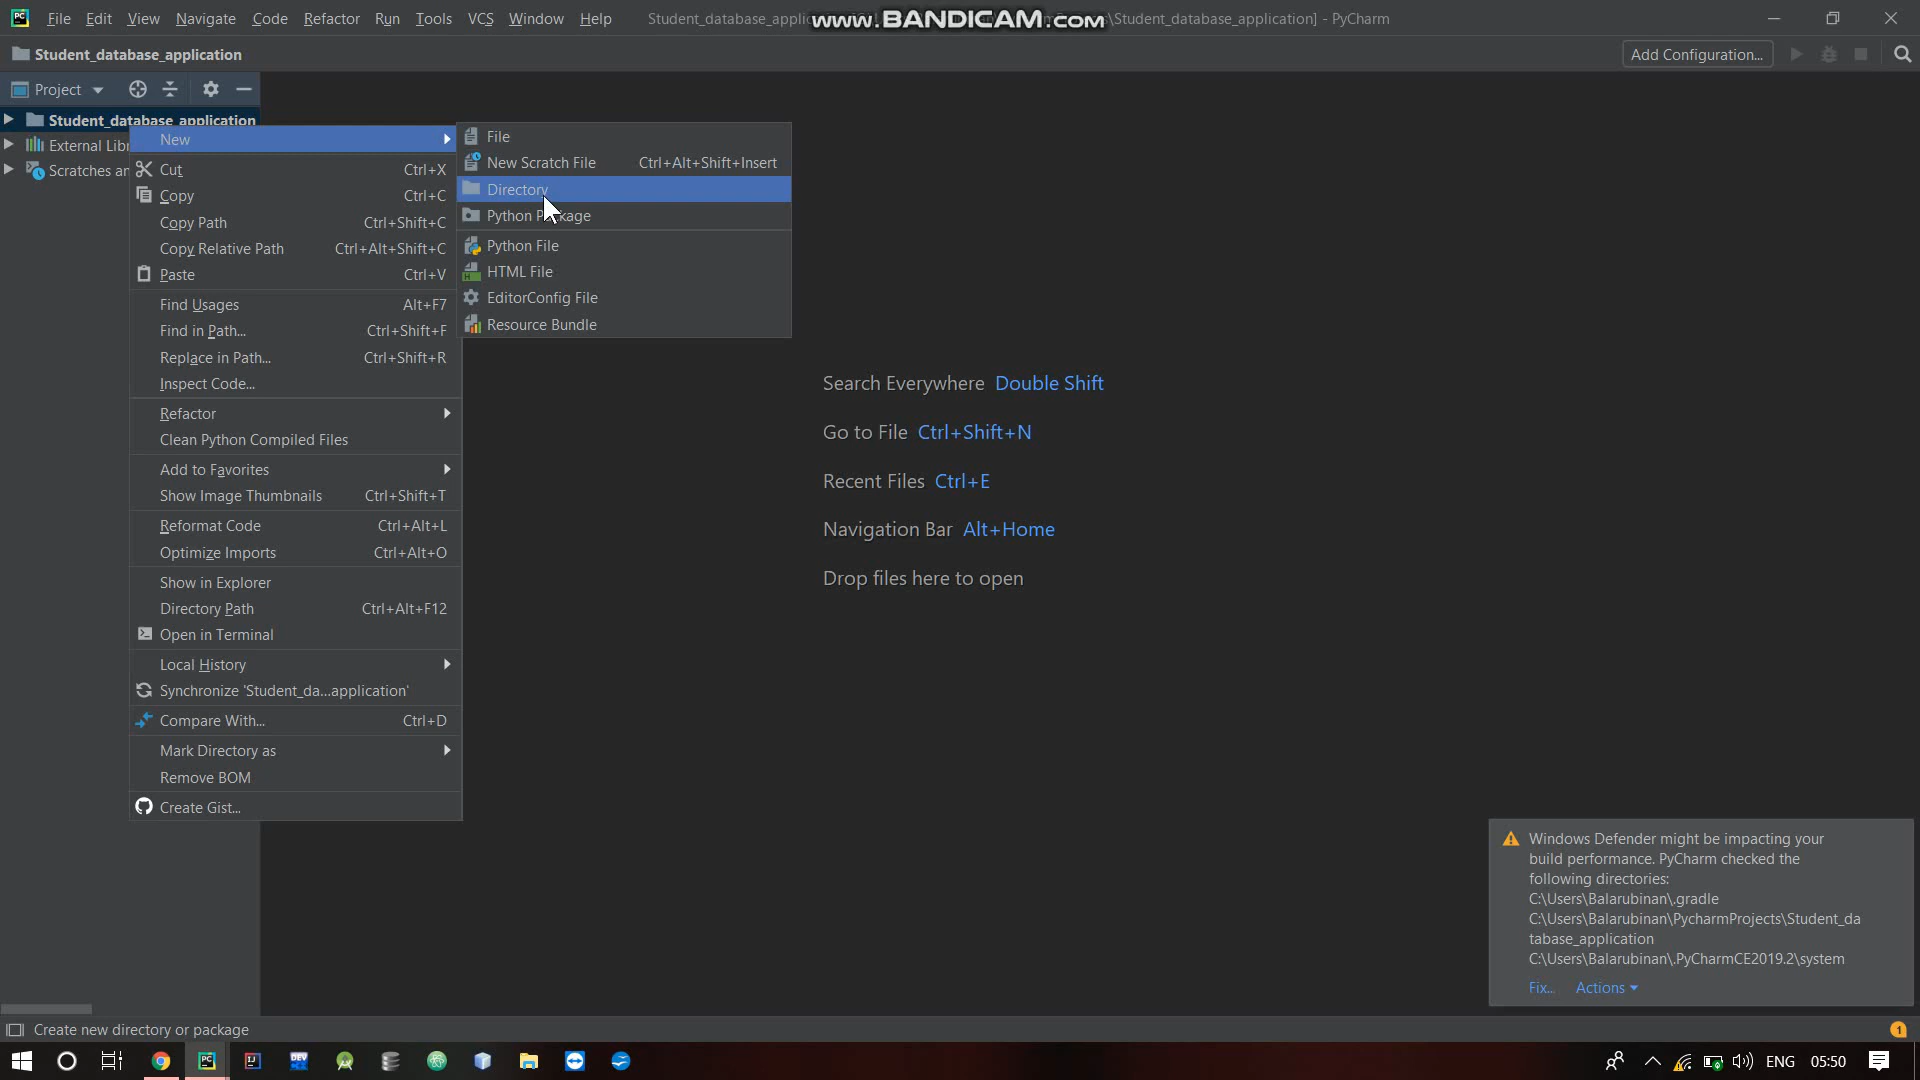 File Edit View Navigate Code Refactor Run Tools VCS Window Help
Student_database_applic
www.BANDICAM.com
\Student_database_application] - PyCharm
Student_database_application
Add Configuration...
Project
Student_database_application
New
External Libr
Scratches an
Cut Ctrl+X
Copy Ctrl+C
Copy Path Ctrl+Shift+C
Copy Relative Path Ctrl+Alt+Shift+C
Paste Ctrl+V
Find Usages Alt+F7
Find in Path... Ctrl+Shift+F
Replace in Path... Ctrl+Shift+R
Inspect Code...
Refactor
Clean Python Compiled Files
Add to Favorites
Show Image Thumbnails Ctrl+Shift+T
Reformat Code Ctrl+Alt+L
Optimize Imports Ctrl+Alt+O
Show in Explorer
Directory Path Ctrl+Alt+F12
Open in Terminal
Local History
Synchronize 'Student_da...application'
Compare With... Ctrl+D
Mark Directory as
Remove BOM
Create Gist...
File
New Scratch File Ctrl+Alt+Shift+Insert
Directory
Python Package
Python File
HTML File
EditorConfig File
Resource Bundle
Search Everywhere Double Shift
Go to File Ctrl+Shift+N
Recent Files Ctrl+E
Navigation Bar Alt+Home
Drop files here to open
Windows Defender might be impacting your
build performance. PyCharm checked the
following directories:
C:\Users\Balarubinan\.gradle
C:\Users\Balarubinan\PycharmProjects\Student_da
tabase_application
C:\Users\Balarubinan\.PyCharmCE2019.2\system
Fix... Actions
Create new directory or package
1
ENG 05:50